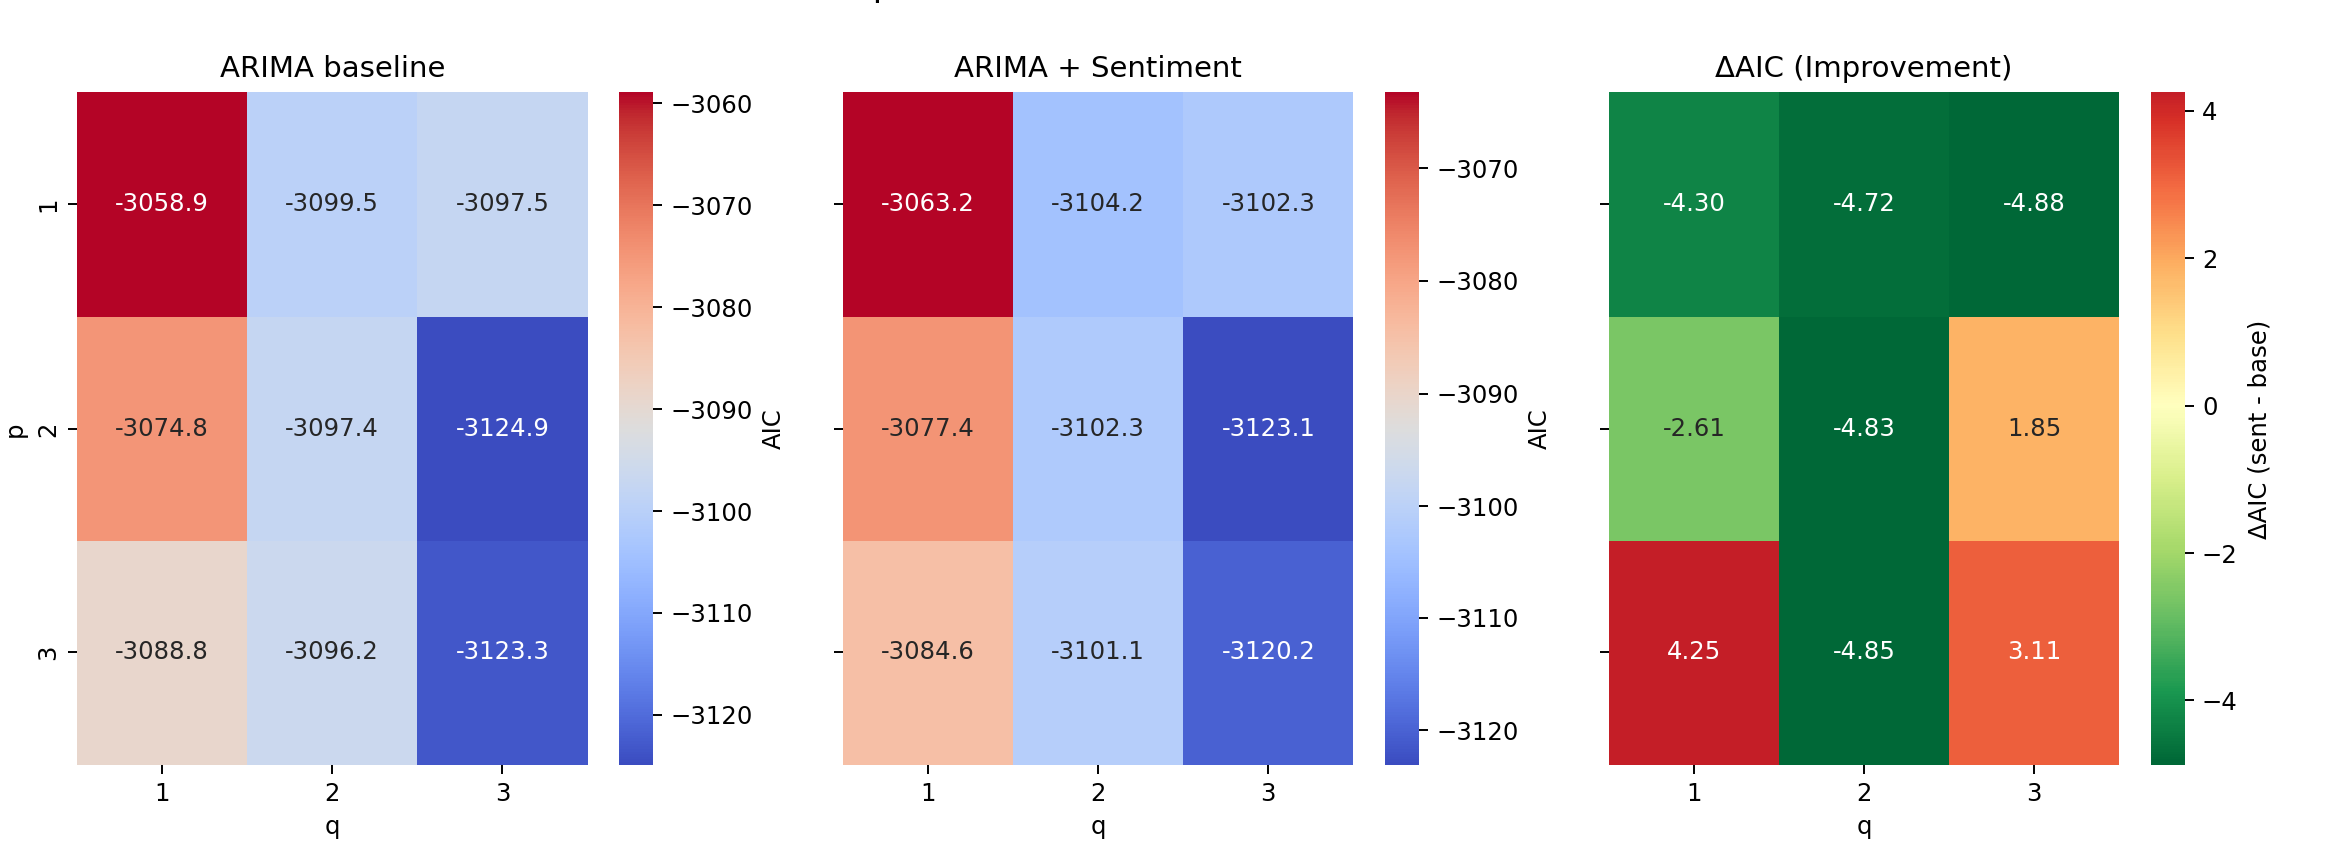 ARIMA baseline
p
1
2
3
-3058.9 -3099.5 -3097.5
-3074.8 -3097.4 -3124.9
-3088.8 -3096.2 -3123.3
1 2 3
q
−3060
−3070
−3080
−3090
−3100
−3110
−3120
AIC
ARIMA + Sentiment
-3063.2 -3104.2 -3102.3
-3077.4 -3102.3 -3123.1
-3084.6 -3101.1 -3120.2
1 2 3
q
−3070
−3080
−3090
−3100
−3110
−3120
AIC
ΔAIC (Improvement)
-4.30 -4.72 -4.88
-2.61 -4.83 1.85
4.25 -4.85 3.11
1 2 3
q
4
2
0
−2
−4
ΔAIC (sent - base)